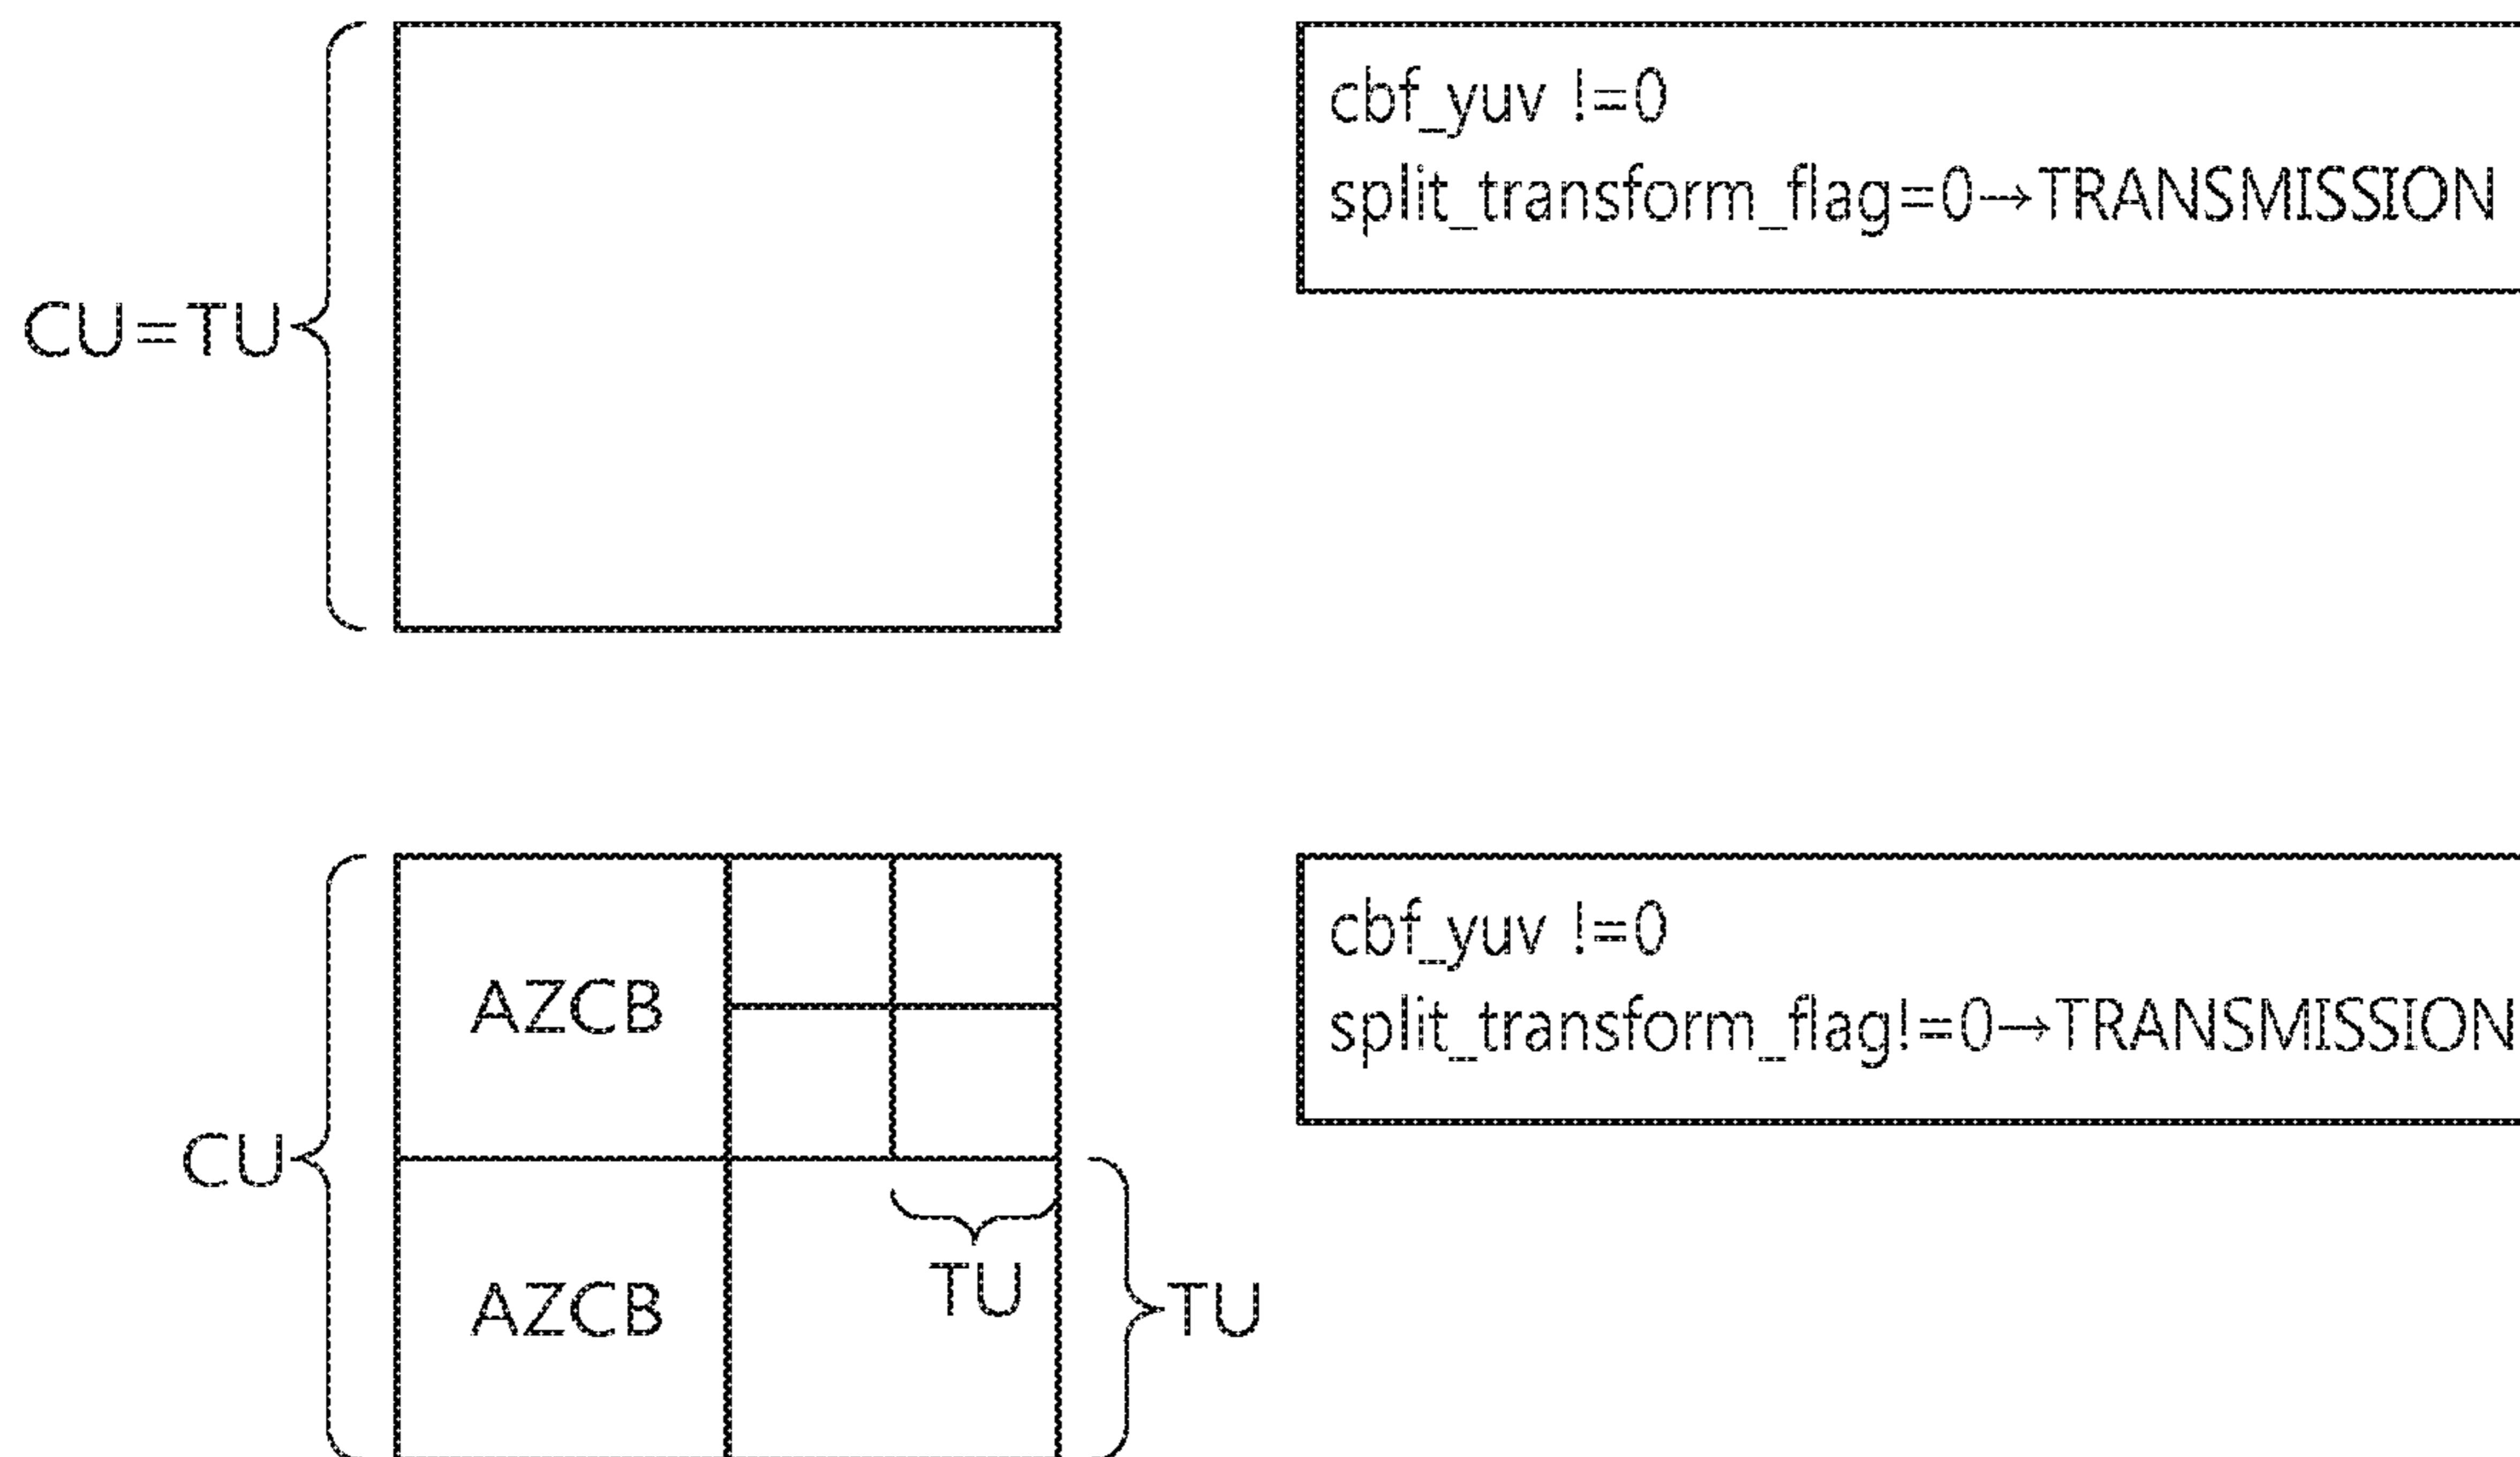 cbf_yuv !=0
split_transform_flag=0→TRANSMISSION
CU=TU
cbf_yuv !=0
split_transform_flag!=0→TRANSMISSION
AZCB
CU
TU
AZCB
TU